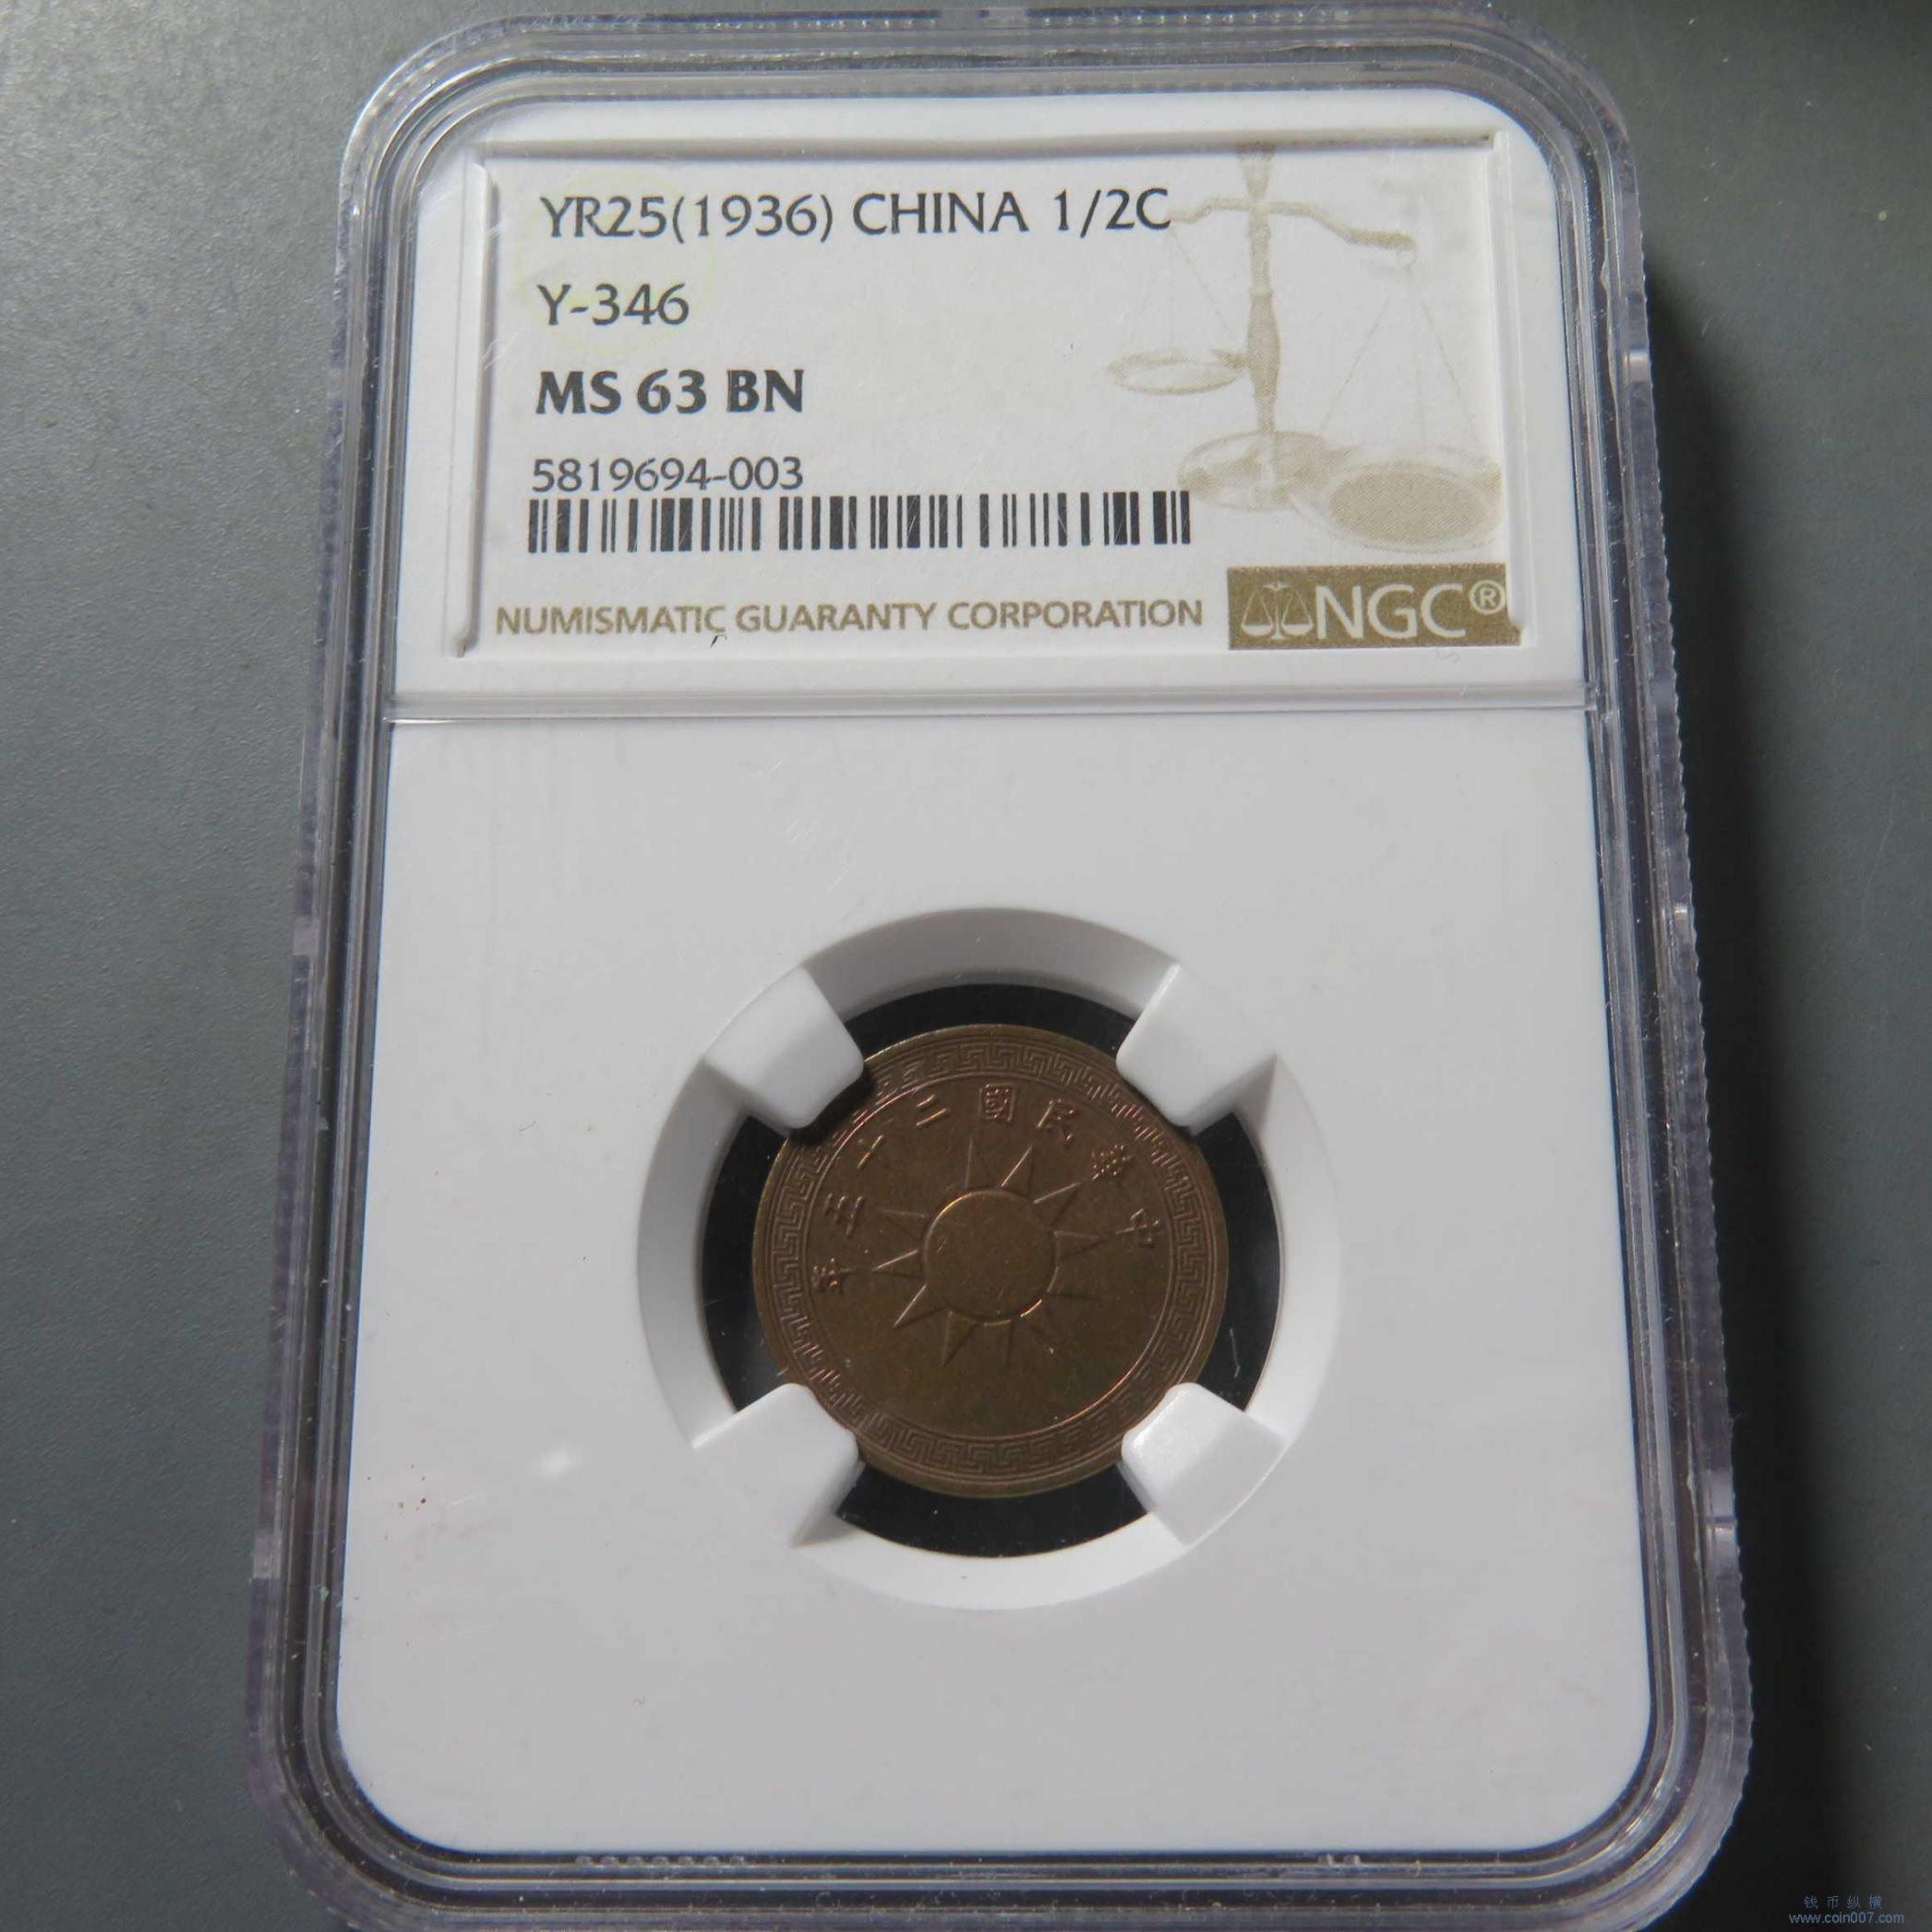 YR25(1936) CHINA 1/2C
Y-346
MS 63 BN
5819694-003
NUMISMATIC GUARANTY CORPORATION
NGC®
年五十二國民華中
钱币纵横
www.coin007.com